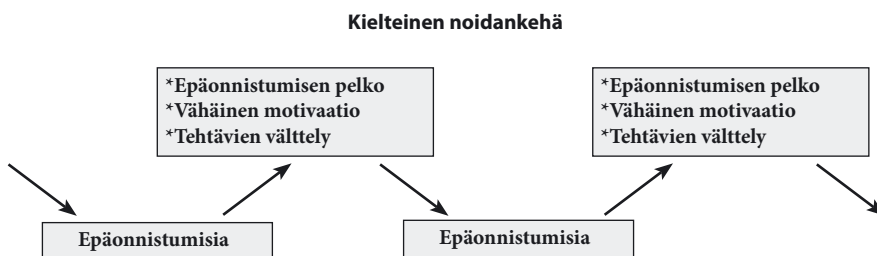 Kielteinen noidankehä
*Epäonnistumisen pelko
*Vähäinen motivaatio
*Tehtävien välttely
*Epäonnistumisen pelko
*Vähäinen motivaatio
*Tehtävien välttely
Epäonnistumisia
Epäonnistumisia